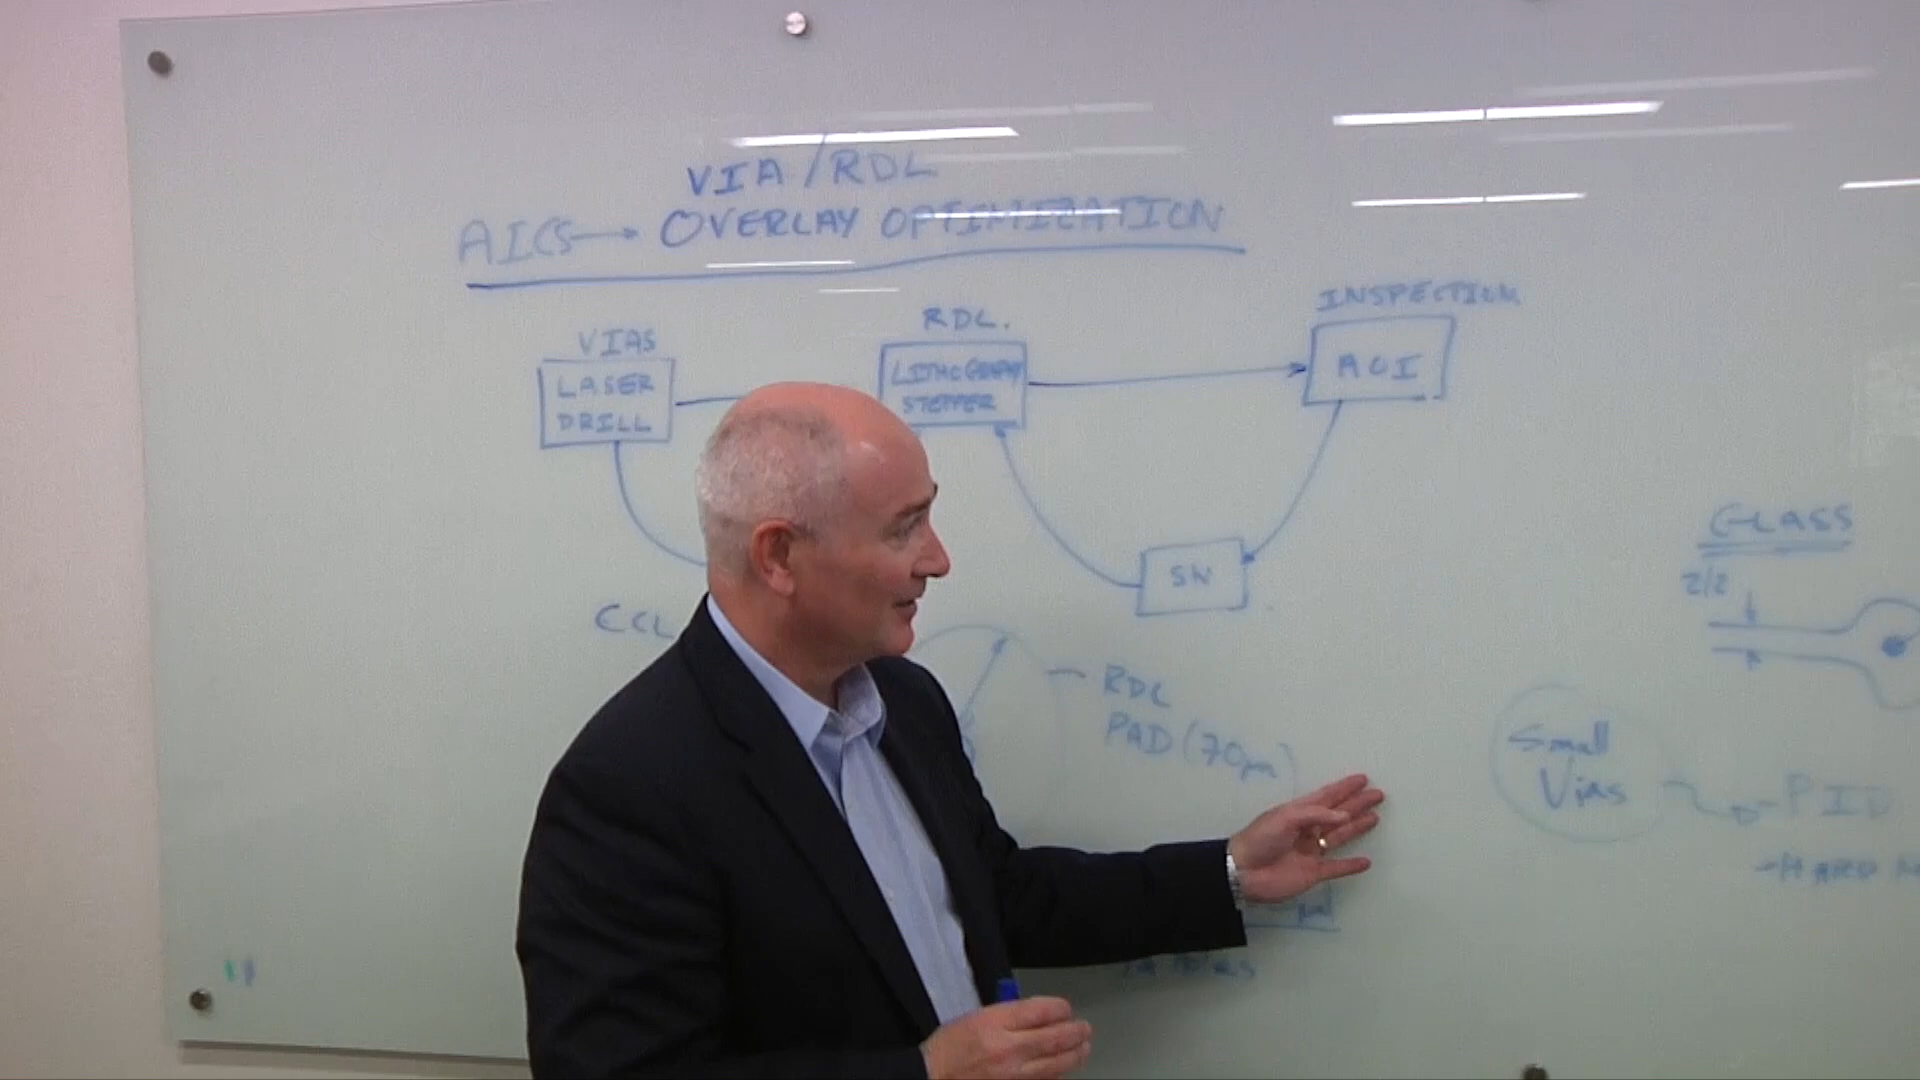 VIA / RDL
AICS → OVERLAY OPTIMIZATION
VIAS
LASER
DRILL
RDL.
LITHOGRAPHY
STEPPER
INSPECTION
AOI
SN
CCL
RDL
PAD (70μm)
GLASS
2/2
Small
Vias
PID
- HARD